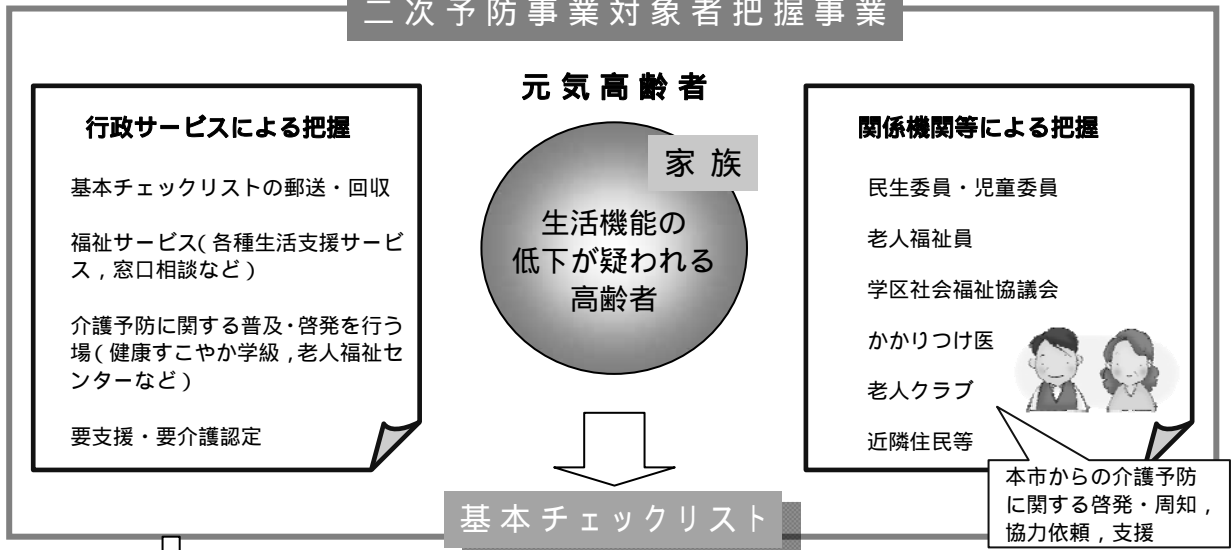 二次予防事業対象者把握事業
行政サービスによる把握
基本チェックリストの郵送・回収
福祉サービス(各種生活支援サービ
ス,窓口相談など)
介護予防に関する普及・啓発を行う
場(健康すこやか学級,老人福祉セ
ンターなど)
要支援・要介護認定
元気高齢者
家族
生活機能の
低下が疑われる
高齢者
関係機関等による把握
民生委員・児童委員
老人福祉員
学区社会福祉協議会
かかりつけ医
老人クラブ
近隣住民等
本市からの介護予防
に関する啓発・周知,
協力依頼,支援
基本チェックリスト